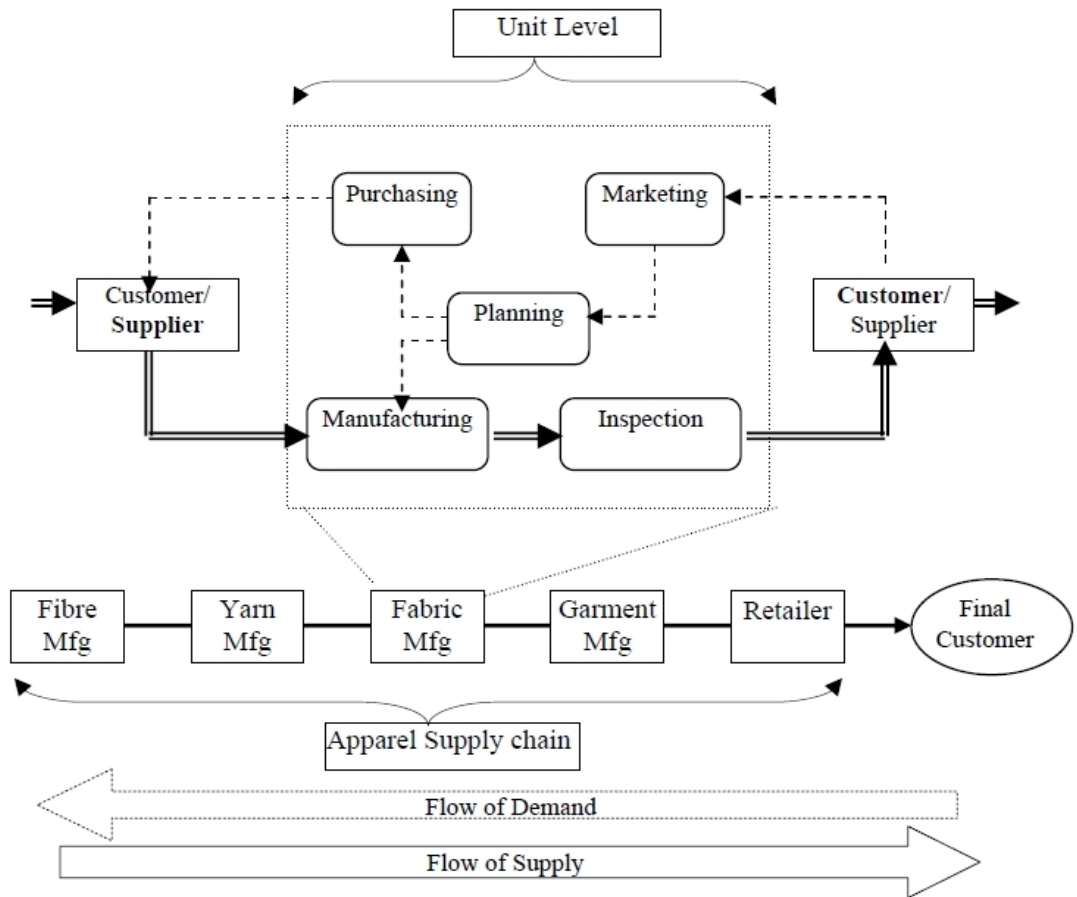 Unit Level
Purchasing
Marketing
Customer/
Supplier
Planning
Customer/
Supplier
Manufacturing
Inspection
Fibre
Mfg
Yarn
Mfg
Fabric
Mfg
Garment
Mfg
Retailer
Final
Customer
Apparel Supply chain
Flow of Demand
Flow of Supply